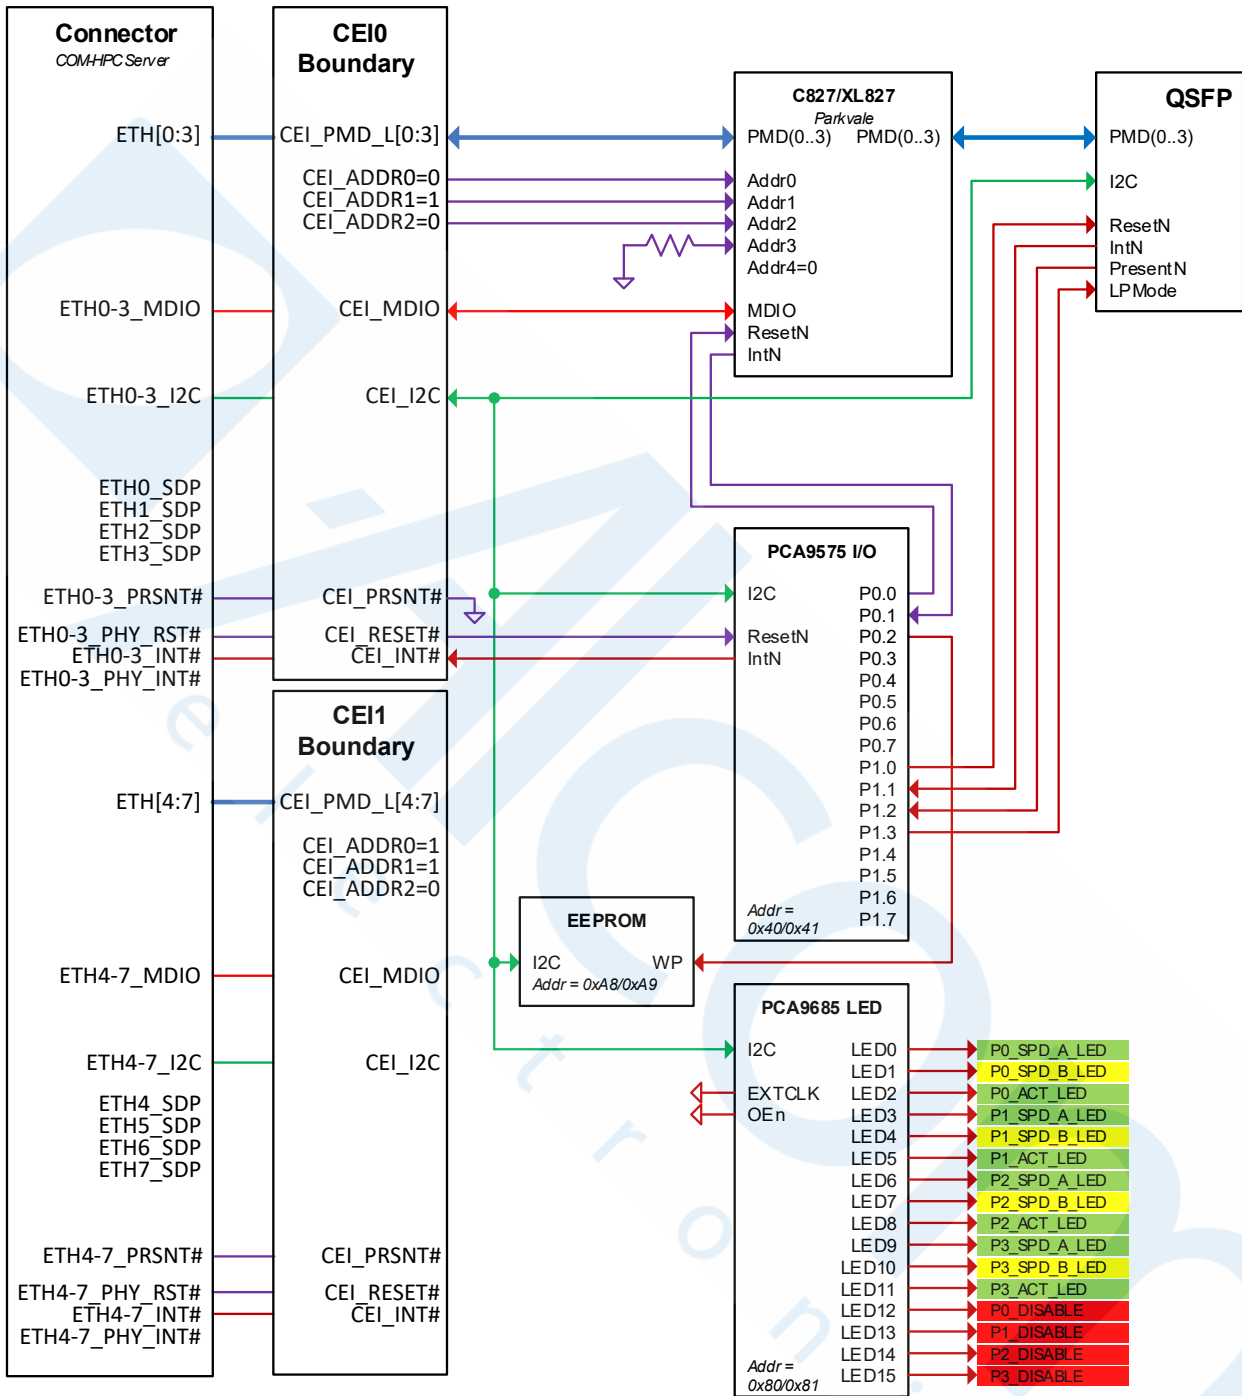 Connector
COM-HPC Server
ETH[0:3]
ETH0-3_MDIO
ETH0-3_I2C
ETH0_SDP
ETH1_SDP
ETH2_SDP
ETH3_SDP
ETH0-3_PRSNT#
ETH0-3_PHY_RST#
ETH0-3_INT#
ETH0-3_PHY_INT#
ETH[4:7]
ETH4-7_MDIO
ETH4-7_I2C
ETH4_SDP
ETH5_SDP
ETH6_SDP
ETH7_SDP
ETH4-7_PRSNT#
ETH4-7_PHY_RST#
ETH4-7_INT#
ETH4-7_PHY_INT#
CEI0
Boundary
CEI_PMD_L[0:3]
CEI_ADDR0=0
CEI_ADDR1=1
CEI_ADDR2=0
CEI_MDIO
CEI_I2C
CEI_PRSNT#
CEI_RESET#
CEI_INT#
CEI1
Boundary
CEI_PMD_L[4:7]
CEI_ADDR0=1
CEI_ADDR1=1
CEI_ADDR2=0
CEI_MDIO
CEI_I2C
CEI_PRSNT#
CEI_RESET#
CEI_INT#
C827/XL827
Parkvale
PMD(0..3) PMD(0..3)
Addr0
Addr1
Addr2
Addr3
Addr4=0
MDIO
ResetN
IntN
QSFP
PMD(0..3)
I2C
ResetN
IntN
PresentN
LPMode
PCA9575 I/O
I2C
ResetN
IntN
P0.0
P0.1
P0.2
P0.3
P0.4
P0.5
P0.6
P0.7
P1.0
P1.1
P1.2
P1.3
P1.4
P1.5
P1.6
P1.7
Addr =
0x40/0x41
EEPROM
I2C WP
Addr = 0xA8/0xA9
PCA9685 LED
I2C
EXTCLK
OEn
LED0
LED1
LED2
LED3
LED4
LED5
LED6
LED7
LED8
LED9
LED10
LED11
LED12
LED13
LED14
LED15
Addr =
0x80/0x81
P0_SPD_A_LED
P0_SPD_B_LED
P0_ACT_LED
P1_SPD_A_LED
P1_SPD_B_LED
P1_ACT_LED
P2_SPD_A_LED
P2_SPD_B_LED
P2_ACT_LED
P3_SPD_A_LED
P3_SPD_B_LED
P3_ACT_LED
P0_DISABLE
P1_DISABLE
P2_DISABLE
P3_DISABLE